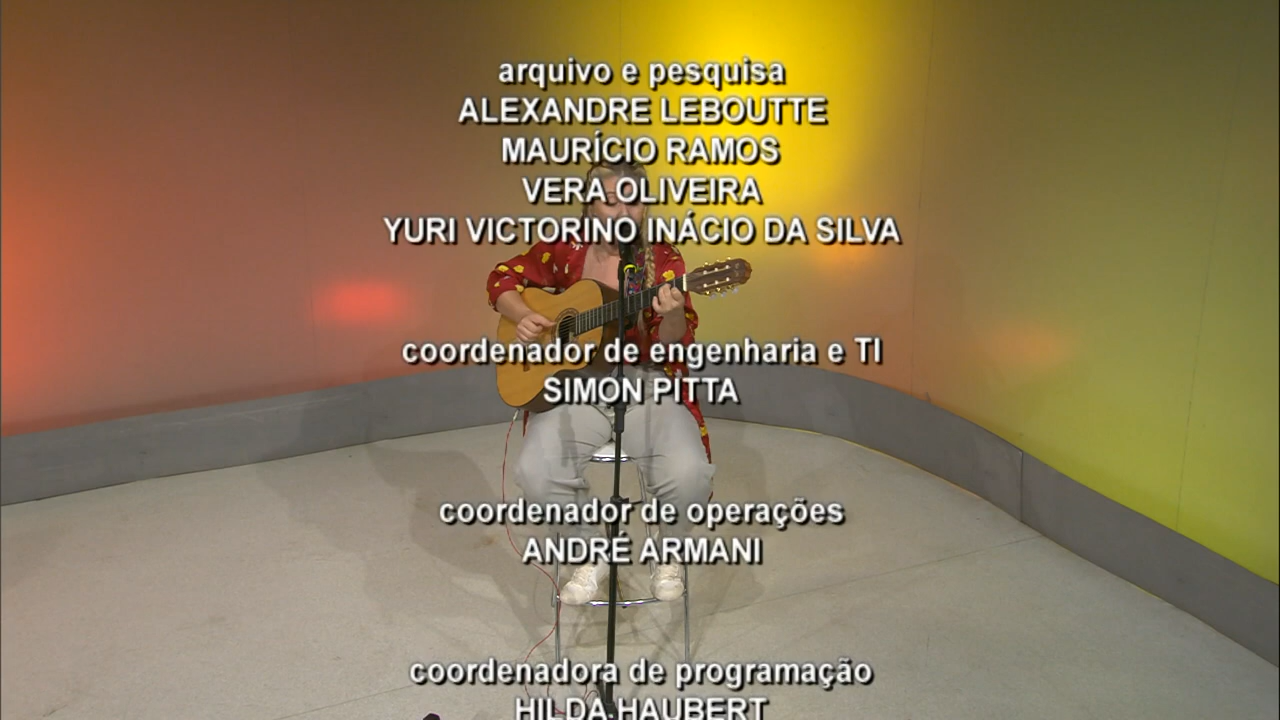 arquivo e pesquisa
ALEXANDRE LEBOUTTE
MAURÍCIO RAMOS
VERA OLIVEIRA
YURI VICTORINO INÁCIO DA SILVA
coordenador de engenharia e TI
SIMON PITTA
coordenador de operações
ANDRÉ ARMANI
coordenadora de programação
HILDA HAUBERT